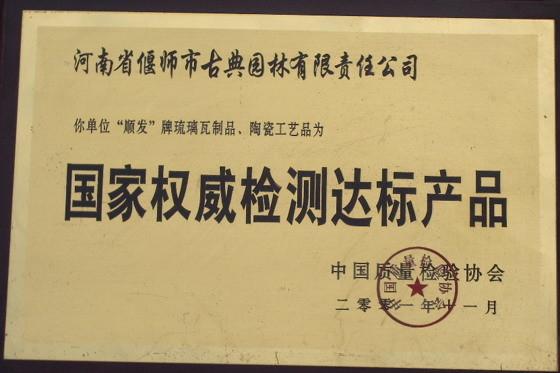 河南省偃师市古典园林有限责任公司
你单位“顺发”牌琉璃瓦制品、陶瓷工艺品为
国家权威检测达标产品
中国质量检验协会
二零零一年十一月